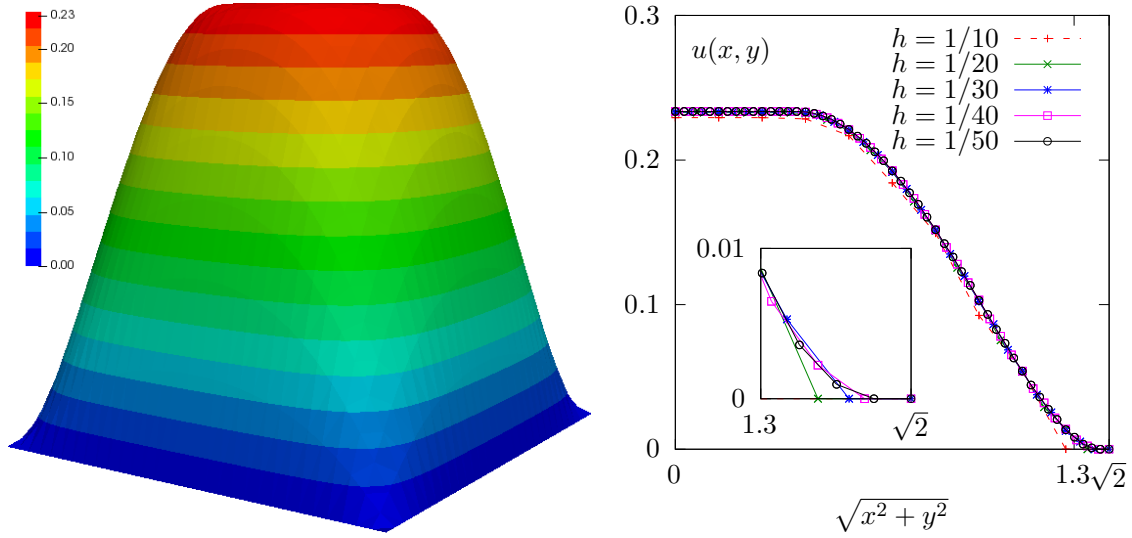 0.23
0.20
0.15
0.10
0.05
0.00
0.3
0.2
0.1
0
u(x, y)
h = 1/10
h = 1/20
h = 1/30
h = 1/40
h = 1/50
0.01
0
1.3
√2
0
1.3
√2
√x² + y²